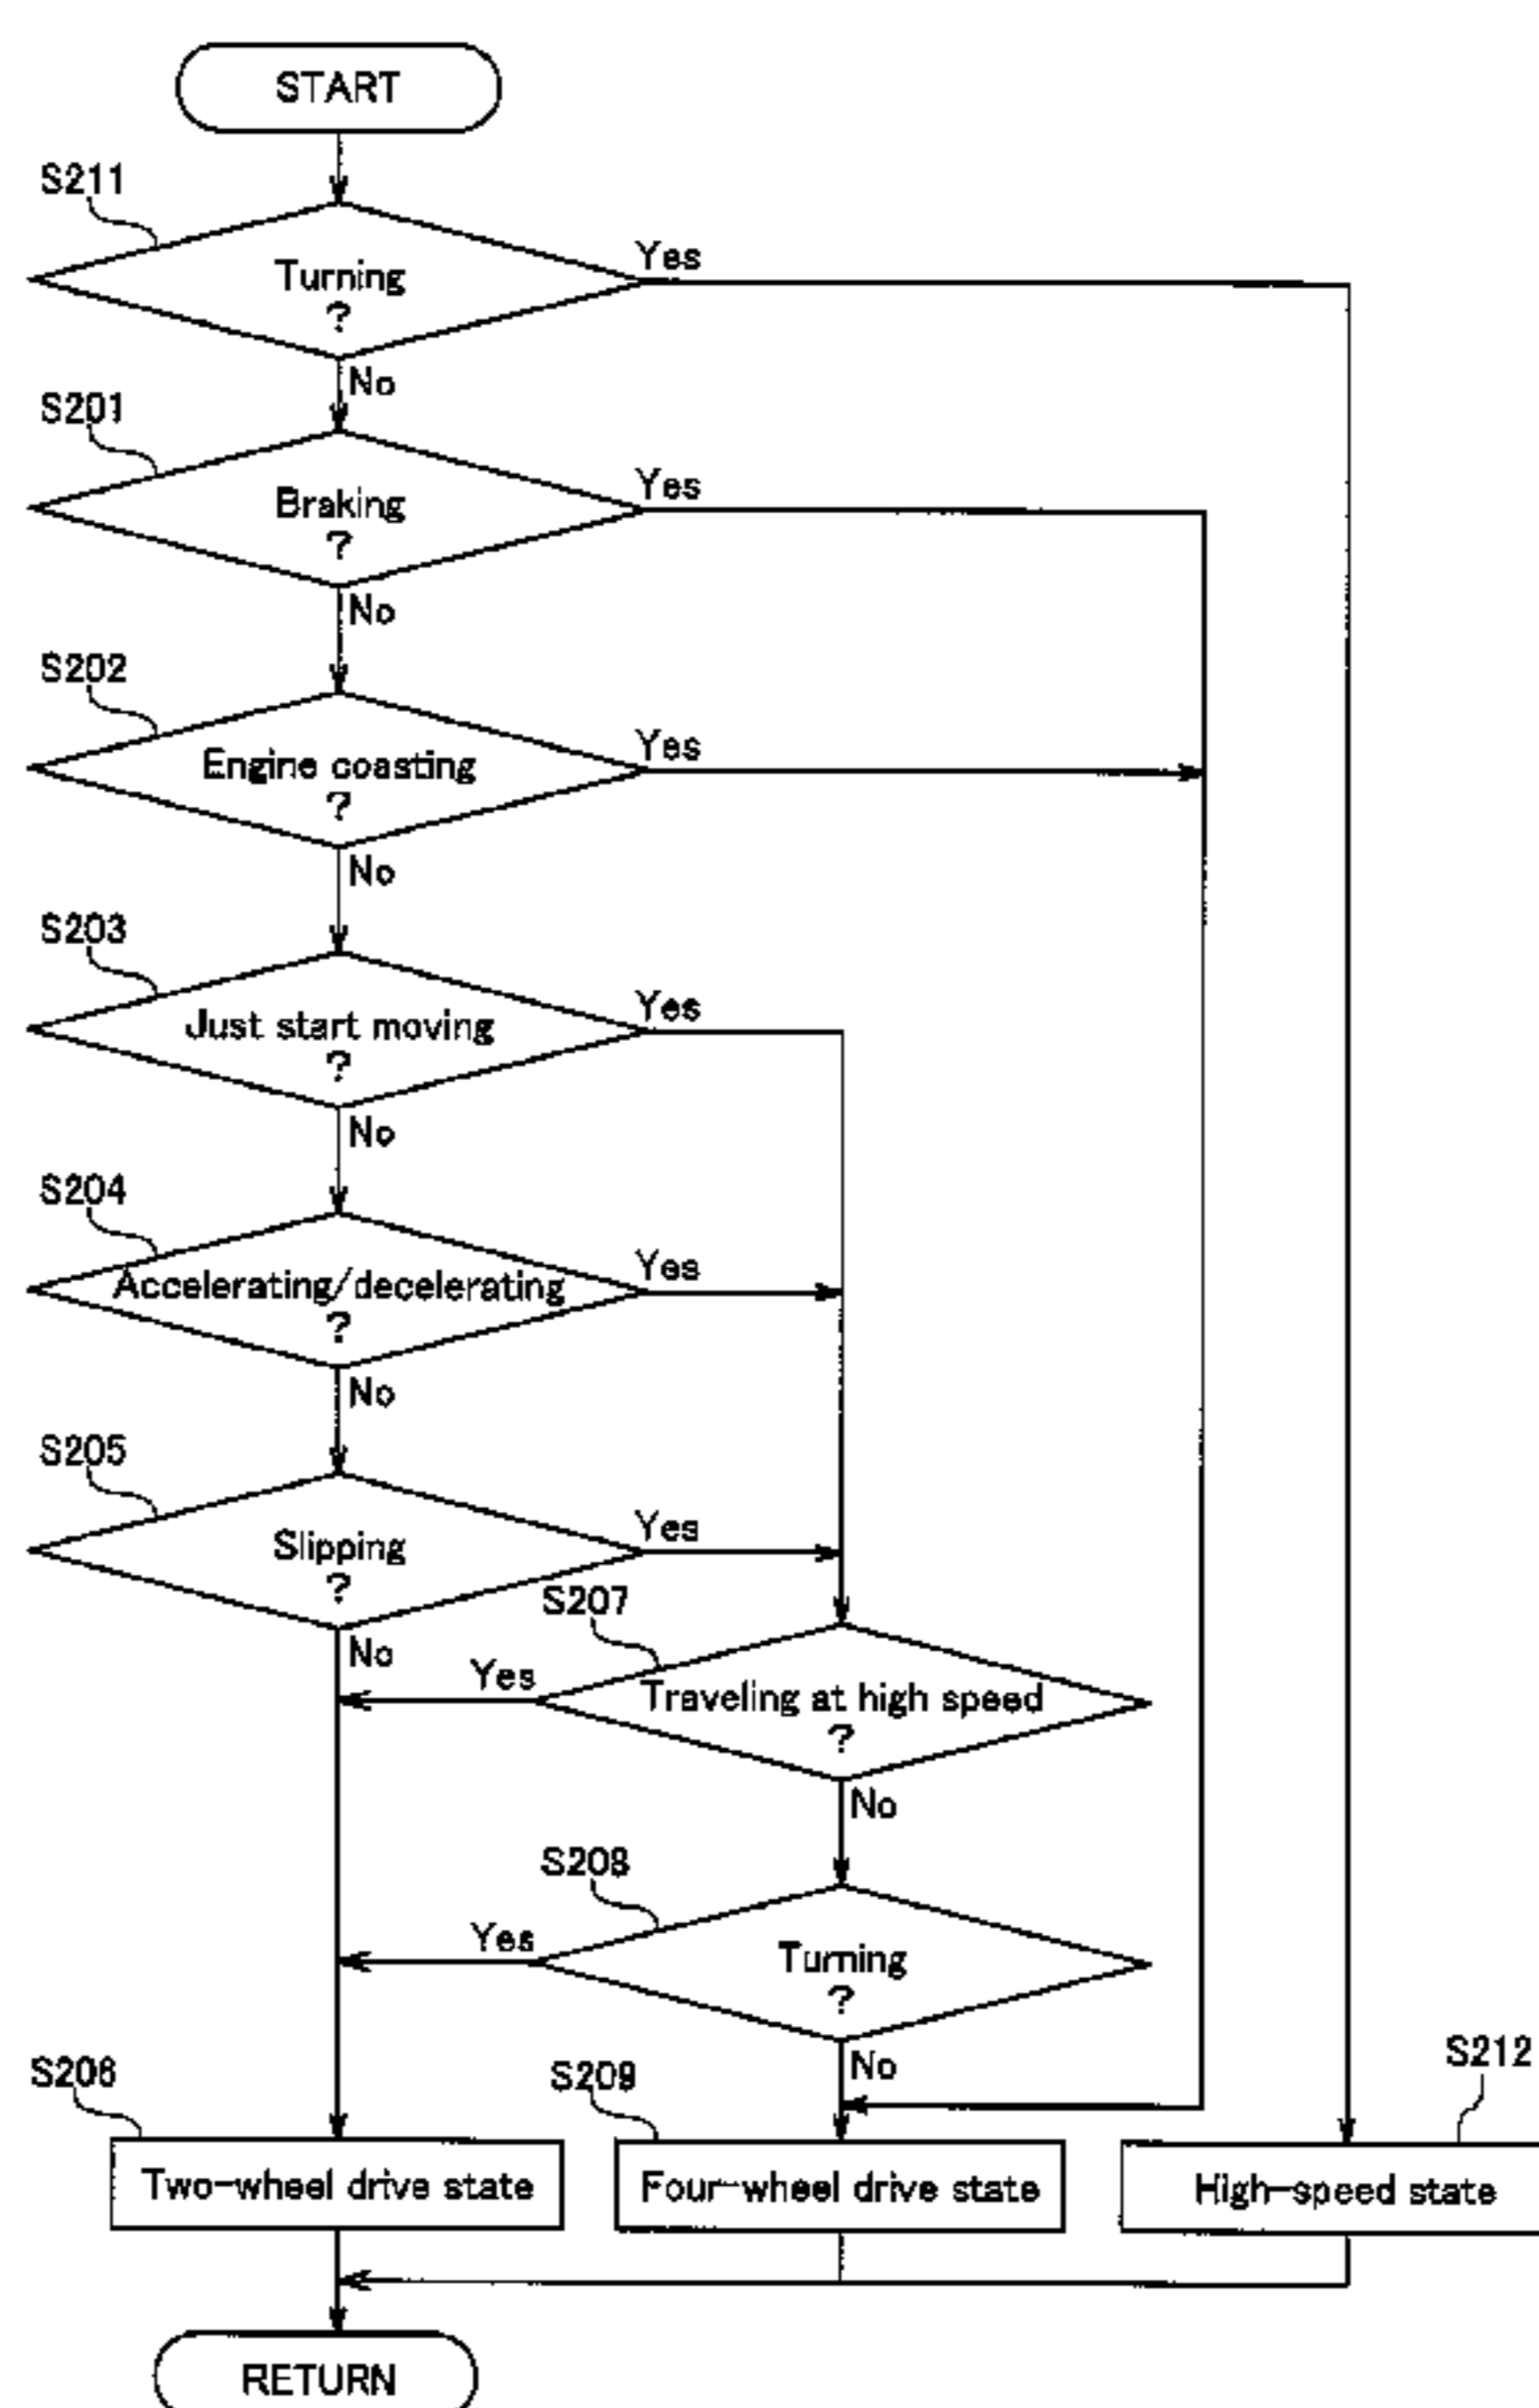 START
S211
Turning
?
Yes
No
S201
Braking
?
Yes
No
S202
Engine coasting
?
Yes
No
S203
Just start moving
?
Yes
No
S204
Accelerating/decelerating
?
Yes
No
S205
Slipping
?
Yes
No
S207
Traveling at high speed
?
Yes
No
S208
Turning
?
Yes
No
S206
Two-wheel drive state
S209
Four-wheel drive state
S212
High-speed state
RETURN